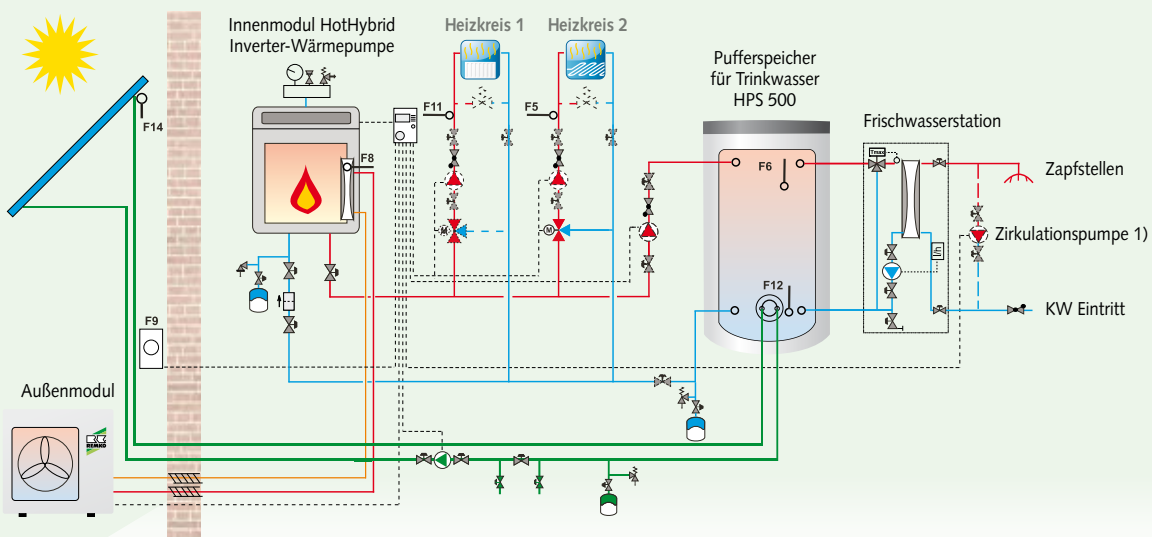 Innenmodul HotHybrid
Inverter-Wärmepumpe
Heizkreis 1
Heizkreis 2
Pufferspeicher
für Trinkwasser
HPS 500
Frischwasserstation
F14
F11
F5
F8
F6
Tmax
Zapfstellen
M
M
Zirkulationspumpe 1)
l/h
F12
KW Eintritt
F9
Außenmodul
REMKO